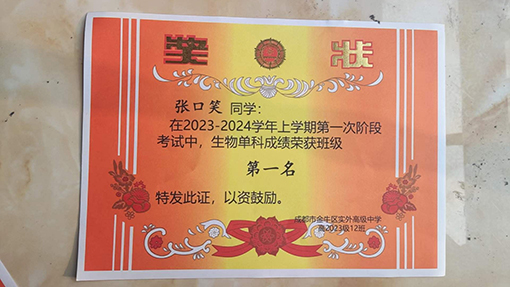 奖 状
张口笑 同学：
在2023-2024学年上学期第一次阶段
考试中，生物单科成绩荣获班级
第一名
特发此证，以资鼓励。
成都市金牛区实外高级中学
高2023级12班